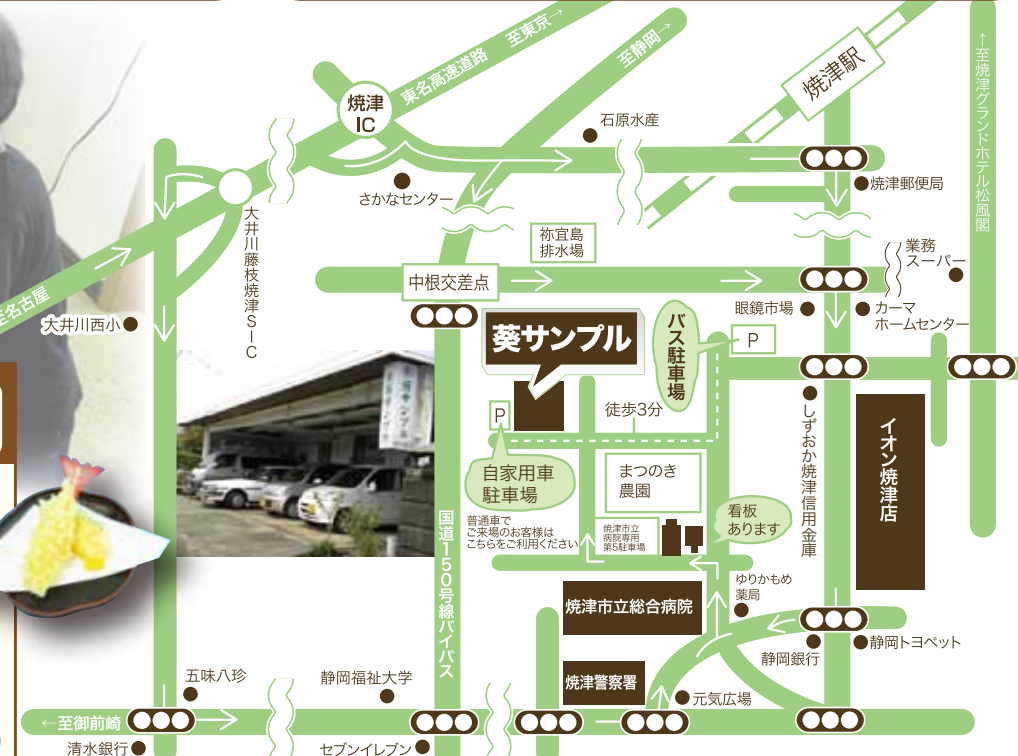 東名高速道路 至東京→
至静岡→
焼津
IC
焼津駅
←至焼津グランドホテル松風閣
石原水産
さかなセンター
焼津郵便局
大井川藤枝焼津SIC
至名古屋
大井川西小
祢宜島
排水場
中根交差点
業務
スーパー
眼鏡市場
カーマ
ホームセンター
葵サンプル
バス駐車場
P
P
徒歩3分
自家用車
駐車場
普通車で
ご来場のお客様は
こちらをご利用ください
まつのき
農園
焼津市立
病院専用
第5駐車場
看板
あります
しずおか焼津信用金庫
イオン焼津店
国道150号線バイパス
焼津市立総合病院
ゆりかもめ
薬局
静岡銀行
静岡トヨペット
焼津警察署
元気広場
五味八珍
静岡福祉大学
←至御前崎
清水銀行
セブンイレブン